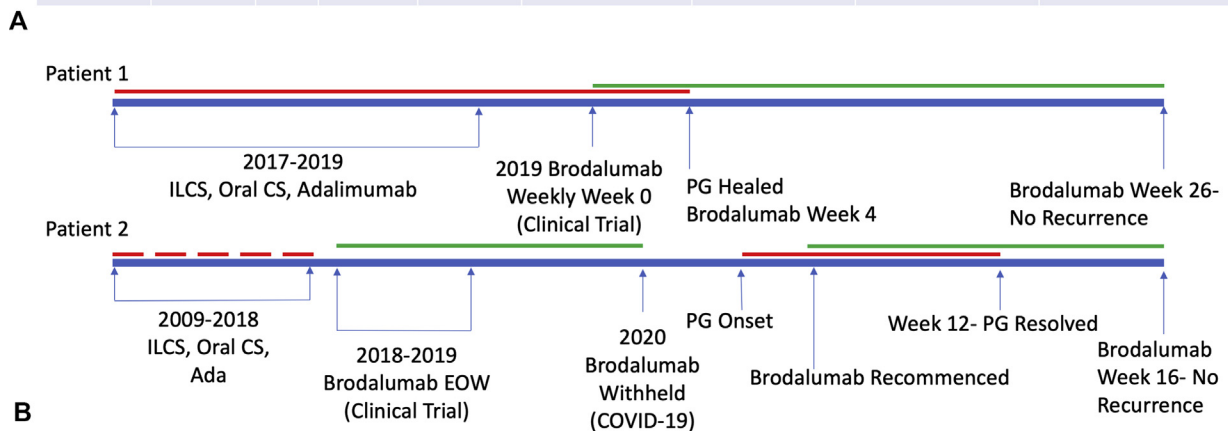 A
Patient 1
2017-2019
ILCS, Oral CS, Adalimumab
2019 Brodalumab
Weekly Week 0
(Clinical Trial)
PG Healed
Brodalumab Week 4
Brodalumab Week 26-
No Recurrence
Patient 2
2009-2018
ILCS, Oral CS,
Ada
2018-2019
Brodalumab EOW
(Clinical Trial)
2020
Brodalumab
Withheld
(COVID-19)
PG Onset
Brodalumab Recommenced
Week 12- PG Resolved
Brodalumab
Week 16- No
Recurrence
B